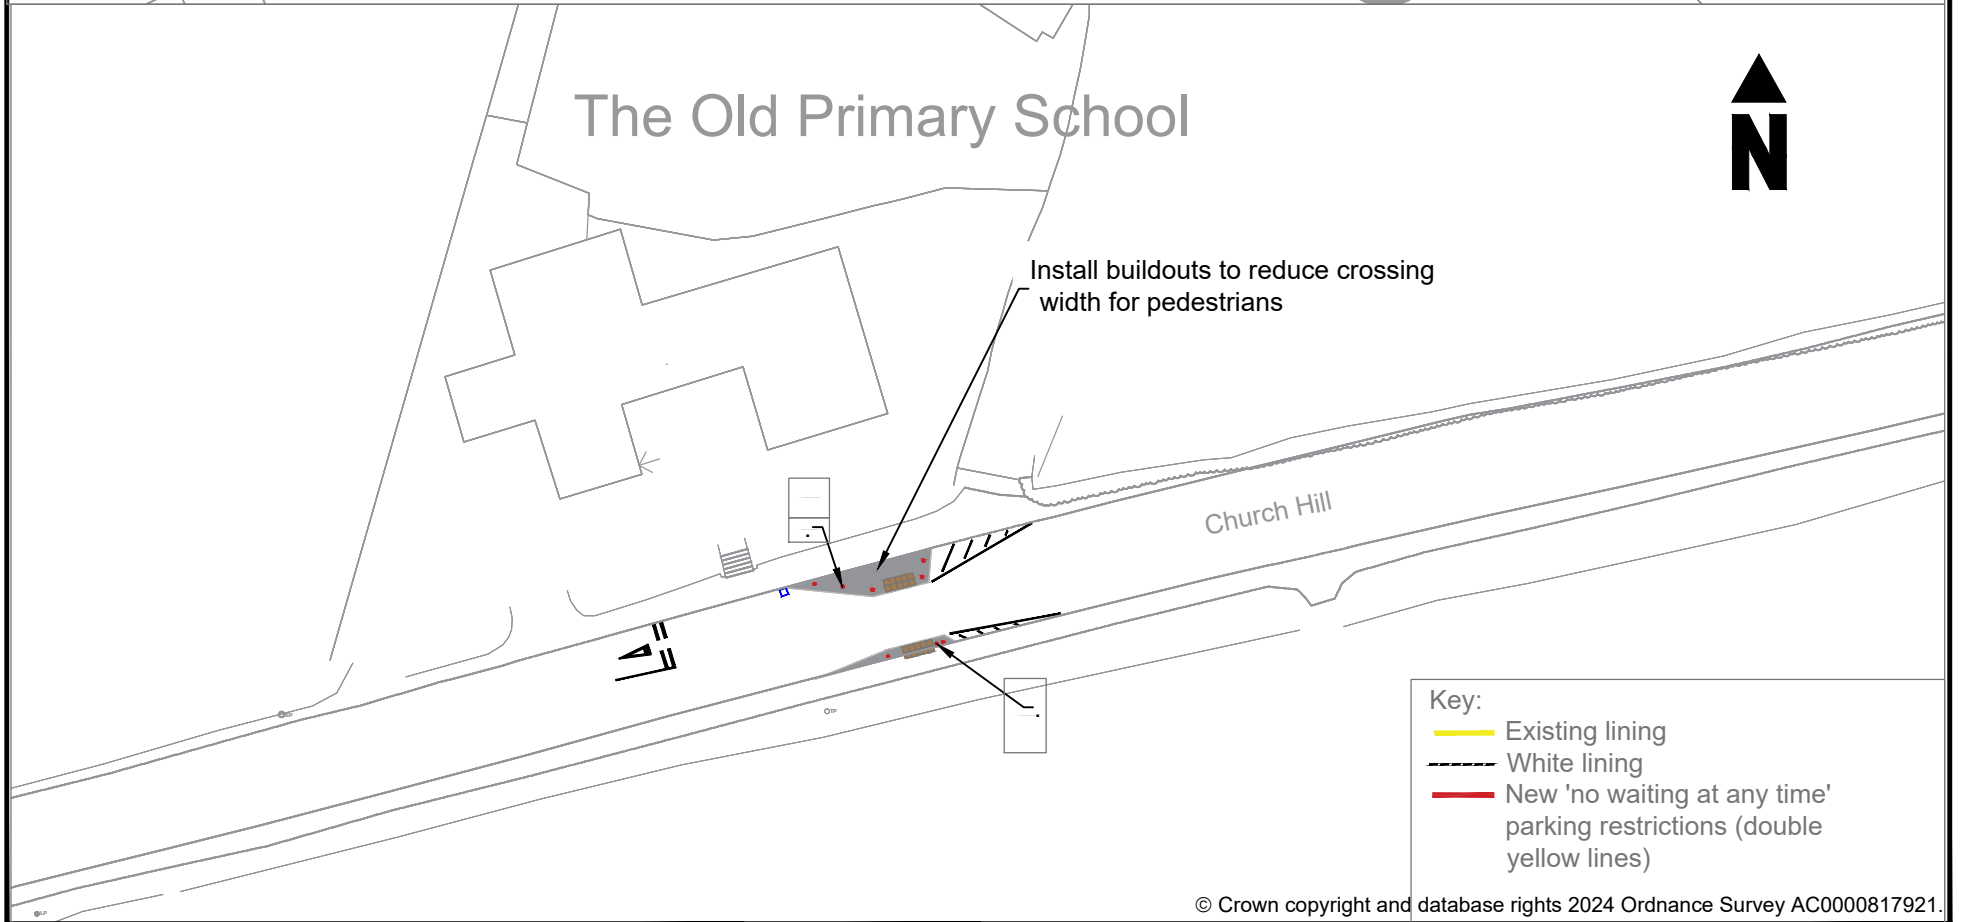 The Old Primary School
N
Install buildouts to reduce crossing
width for pedestrians
Church Hill
Key:
Existing lining
White lining
New 'no waiting at any time'
parking restrictions (double
yellow lines)
TP
LP
© Crown copyright and database rights 2024 Ordnance Survey AC0000817921.